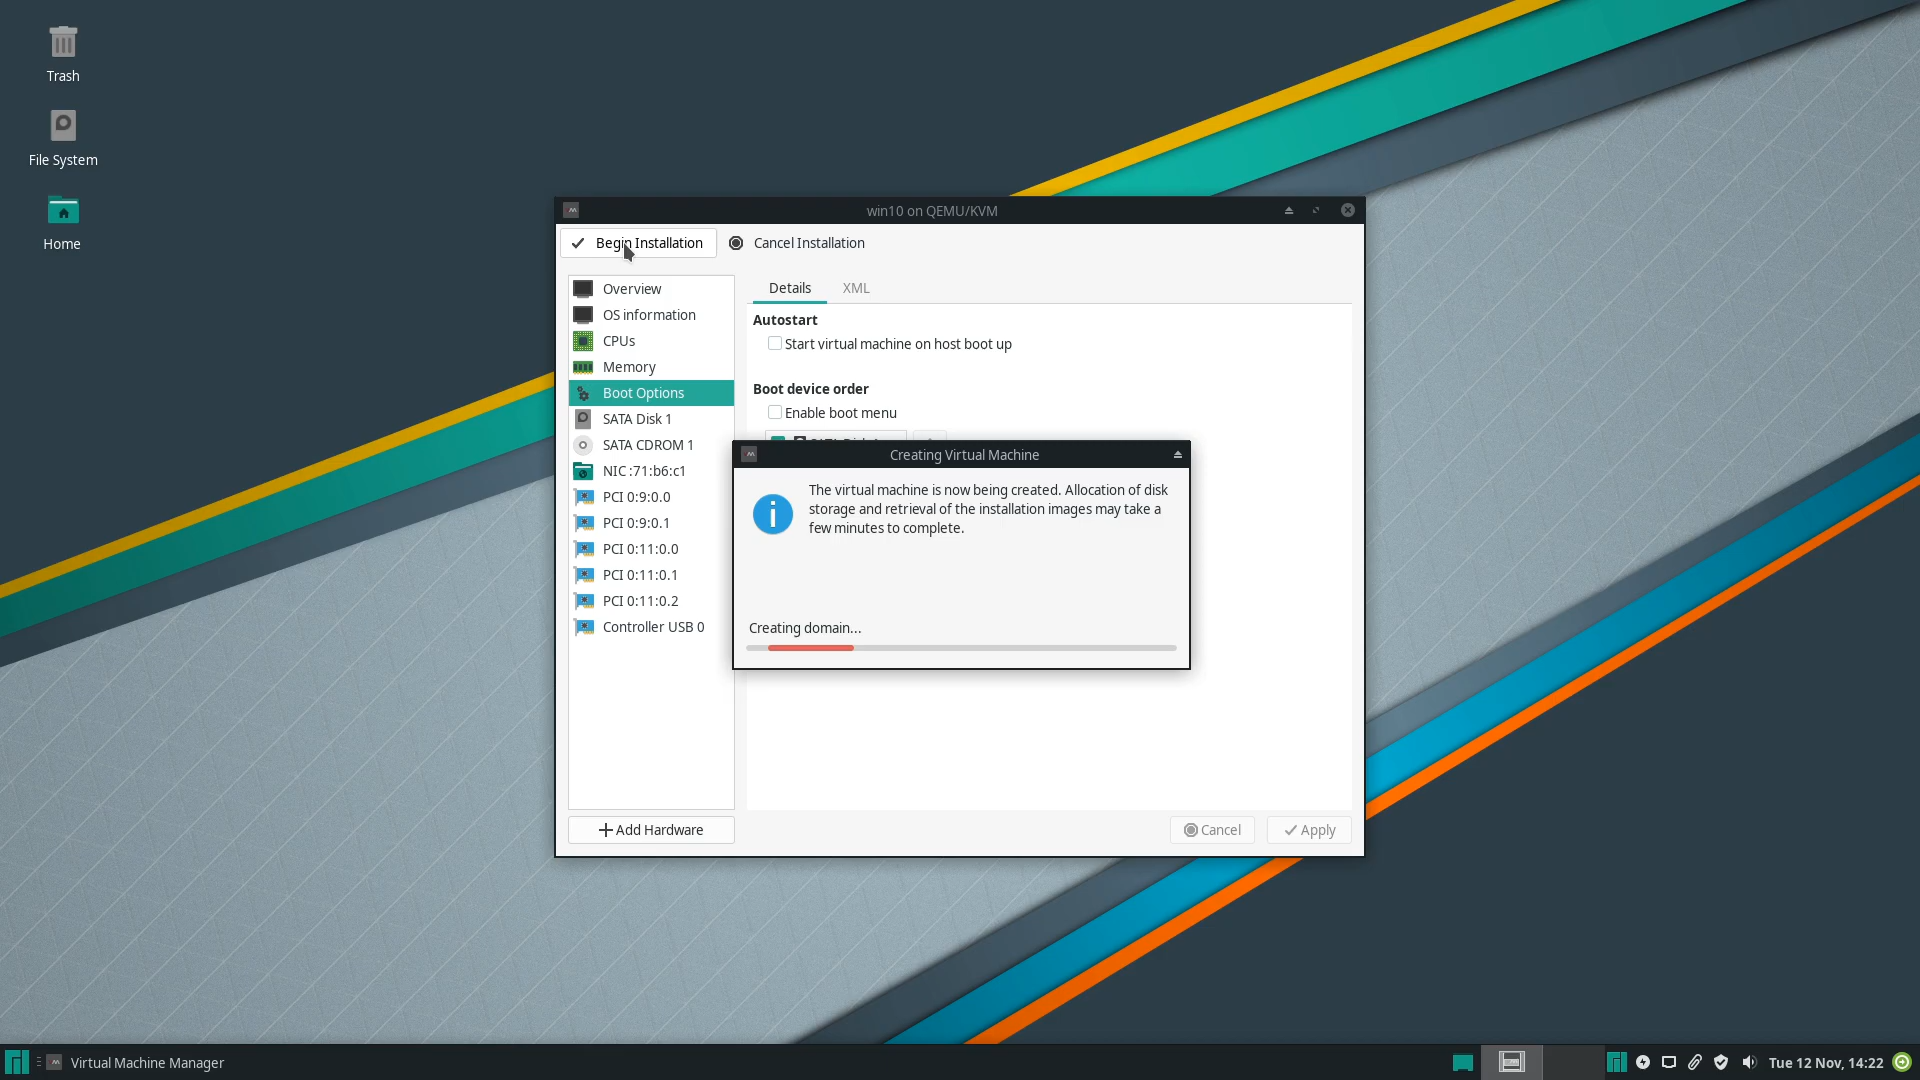 Trash
File System
Home
win10 on QEMU/KVM
Begin Installation
Cancel Installation
Overview
OS information
CPUs
Memory
Boot Options
SATA Disk 1
SATA CDROM 1
NIC :71:b6:c1
PCI 0:9:0.0
PCI 0:9:0.1
PCI 0:11:0.0
PCI 0:11:0.1
PCI 0:11:0.2
Controller USB 0
Add Hardware
Details XML
Autostart
Start virtual machine on host boot up
Boot device order
Enable boot menu
Creating Virtual Machine
The virtual machine is now being created. Allocation of disk
storage and retrieval of the installation images may take a
few minutes to complete.
Creating domain...
Cancel Apply
Virtual Machine Manager
Tue 12 Nov, 14:22